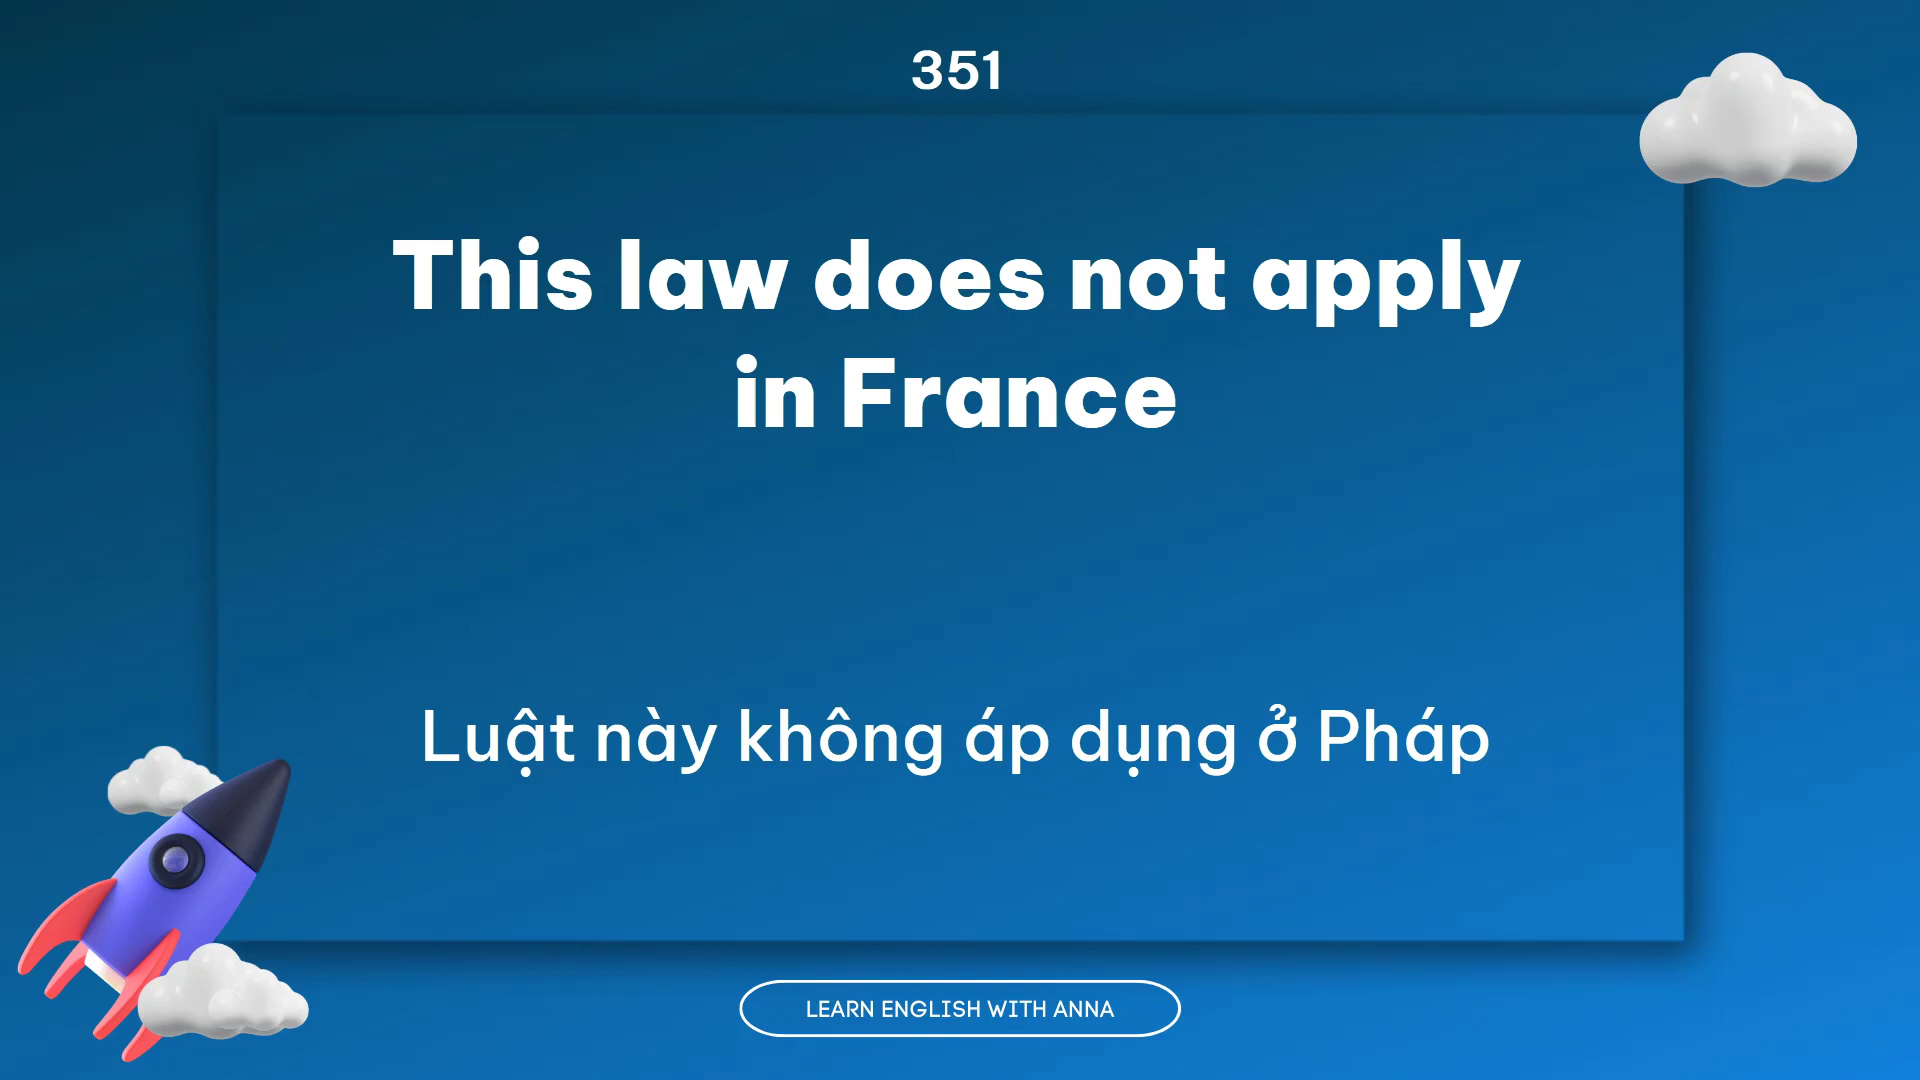 351
This law does not apply
in France
Luật này không áp dụng ở Pháp
LEARN ENGLISH WITH ANNA